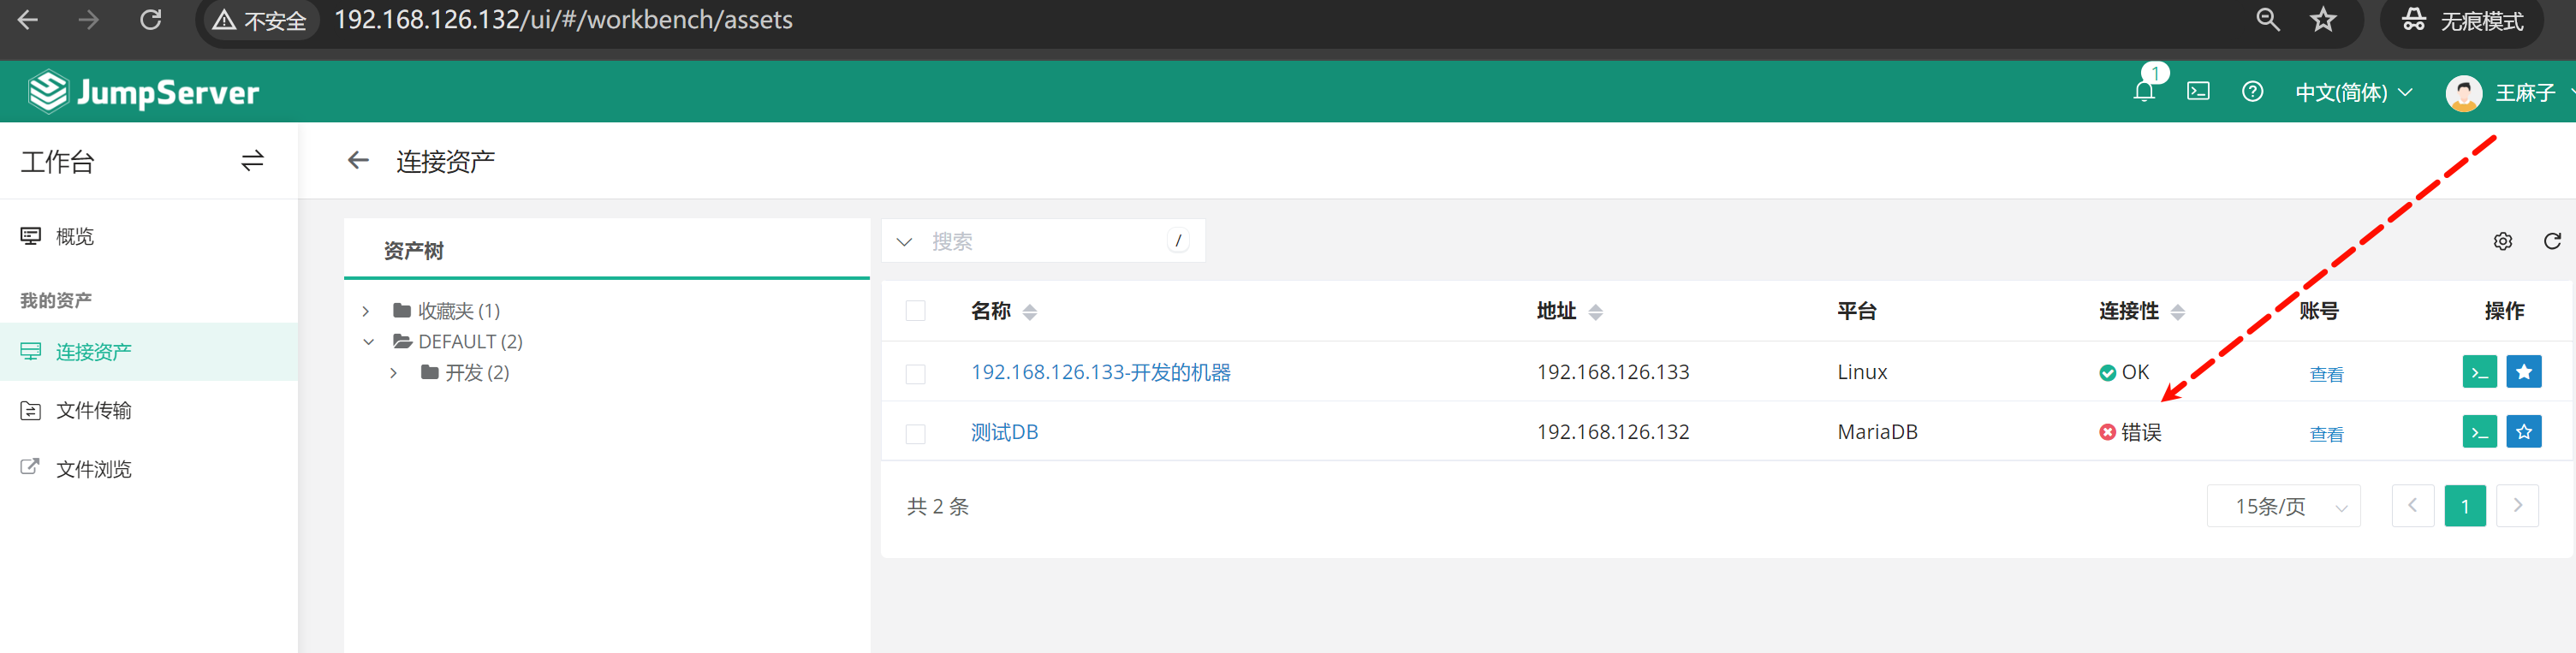 不安全 192.168.126.132/ui/#/workbench/assets 无痕模式
JumpServer 1 中文(简体) 王麻子
工作台
连接资产
概览
我的资产
连接资产
文件传输
文件浏览
资产树
收藏夹 (1)
DEFAULT (2)
开发 (2)
搜索 /
名称 地址 平台 连接性 账号 操作
192.168.126.133-开发的机器 192.168.126.133 Linux OK 查看
测试DB 192.168.126.132 MariaDB 错误 查看
共 2 条 15条/页 1